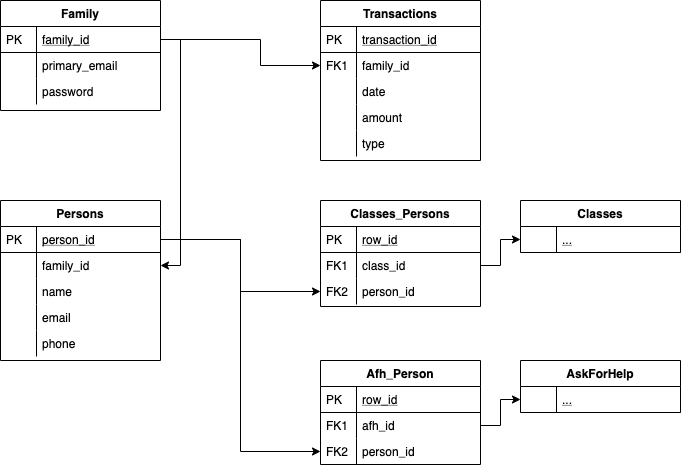 Family
PK family_id
primary_email
password
Transactions
PK transaction_id
FK1 family_id
date
amount
type
Persons
PK person_id
family_id
name
email
phone
Classes_Persons
PK row_id
FK1 class_id
FK2 person_id
Classes
...
Afh_Person
PK row_id
FK1 afh_id
FK2 person_id
AskForHelp
...